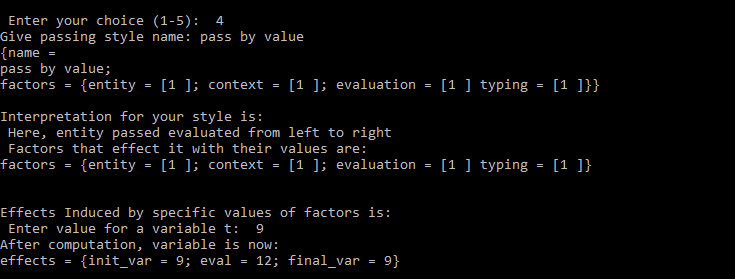 Enter your choice (1-5):  4
Give passing style name: pass by value
{name =
pass by value;
factors = {entity = [1 ]; context = [1 ]; evaluation = [1 ] typing = [1 ]}}
Interpretation for your style is:
Here, entity passed evaluated from left to right
Factors that effect it with their values are:
factors = {entity = [1 ]; context = [1 ]; evaluation = [1 ] typing = [1 ]}
Effects Induced by specific values of factors is:
Enter value for a variable t:  9
After computation, variable is now:
effects = {init_var = 9; eval = 12; final_var = 9}